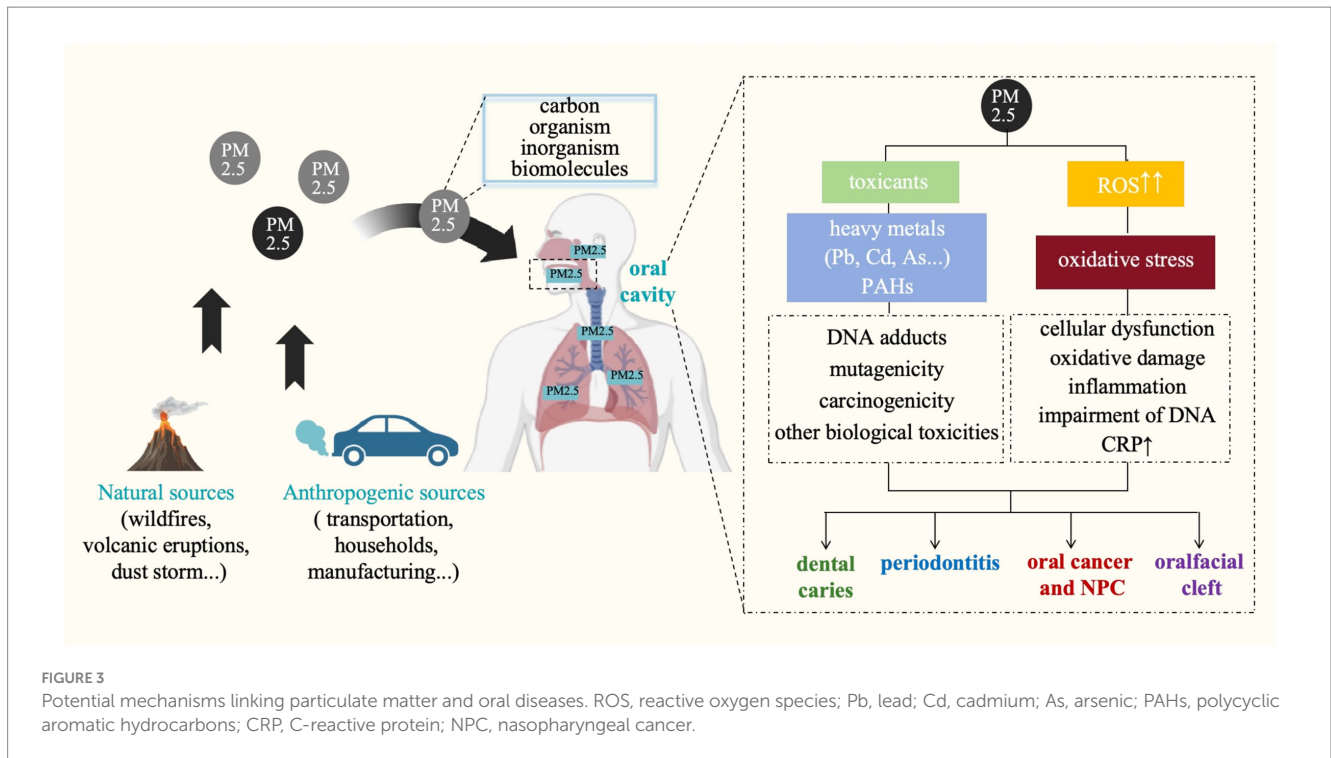 carbon
organism
inorganism
biomolecules
PM
2.5
PM
2.5
PM
2.5
PM
2.5
PM2.5
PM2.5
PM2.5
PM2.5
PM2.5
oral
cavity
Natural sources
(wildfires,
volcanic eruptions,
dust storm...)
Anthropogenic sources
( transportation,
households,
manufacturing...)
PM
2.5
toxicants
ROS↑↑
heavy metals
(Pb, Cd, As...)
PAHs
oxidative stress
DNA adducts
mutagenicity
carcinogenicity
other biological toxicities
cellular dysfunction
oxidative damage
inflammation
impairment of DNA
CRP↑
dental
caries
periodontitis
oral cancer
and NPC
oralfacial
cleft
FIGURE 3
Potential mechanisms linking particulate matter and oral diseases. ROS, reactive oxygen species; Pb, lead; Cd, cadmium; As, arsenic; PAHs, polycyclic
aromatic hydrocarbons; CRP, C-reactive protein; NPC, nasopharyngeal cancer.